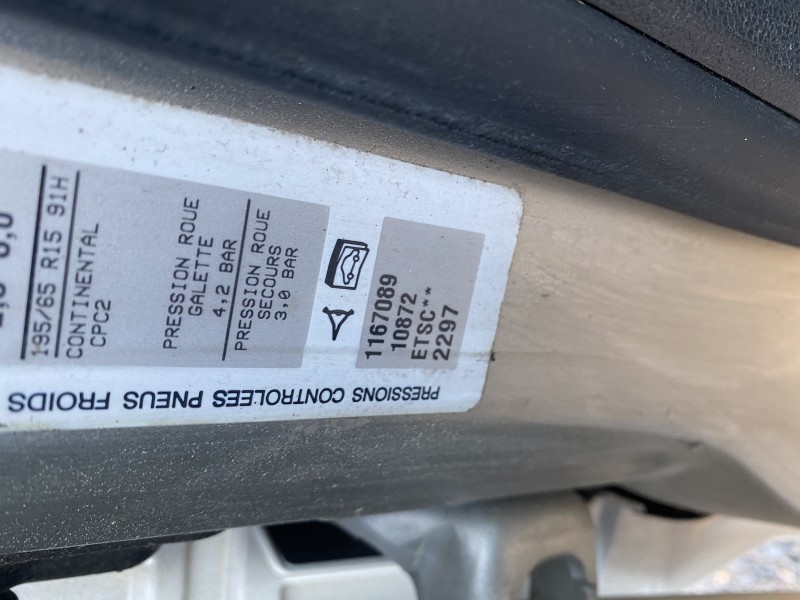 195/65 R15 91H
CONTINENTAL
CPC2
PRESSION ROUE
GALETTE
4,2 BAR
PRESSION ROUE
SECOURS
3,0 BAR
1167089
10872
ETSC**
2297
PRESSIONS CONTROLEES PNEUS FROIDS